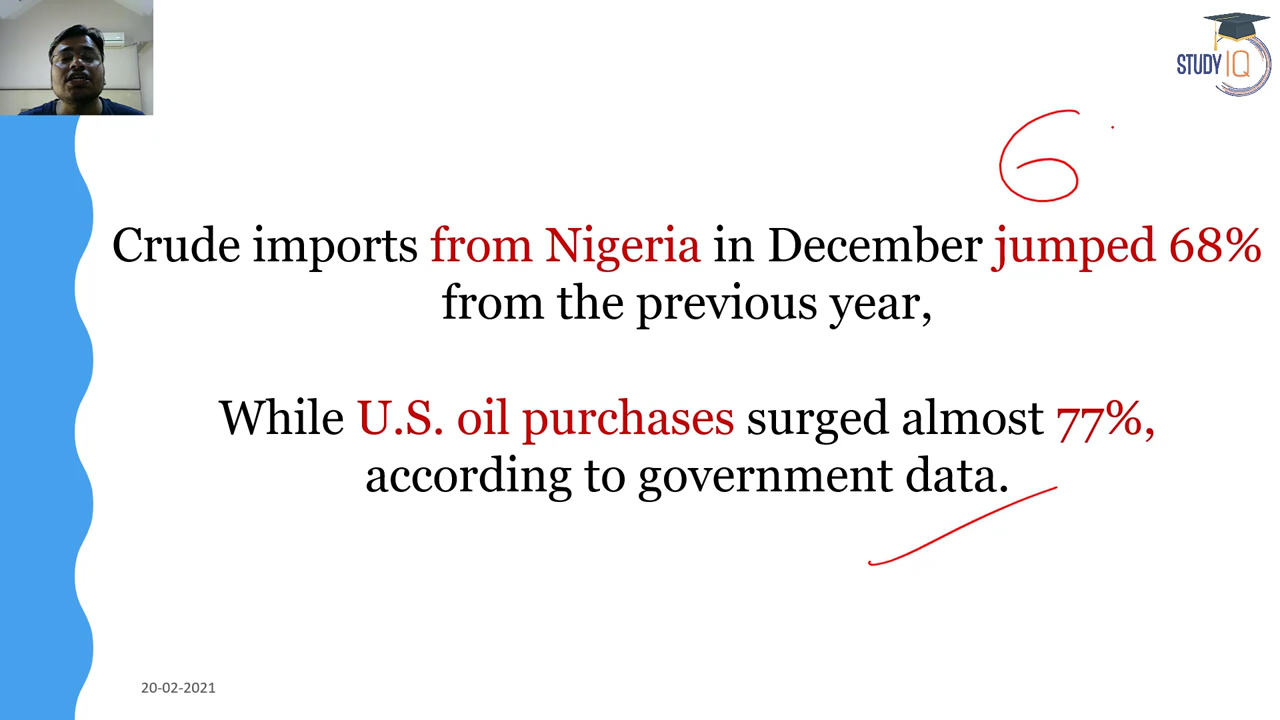 STUDY IQ
6
Crude imports from Nigeria in December jumped 68%
from the previous year,
While U.S. oil purchases surged almost 77%,
according to government data.
20-02-2021